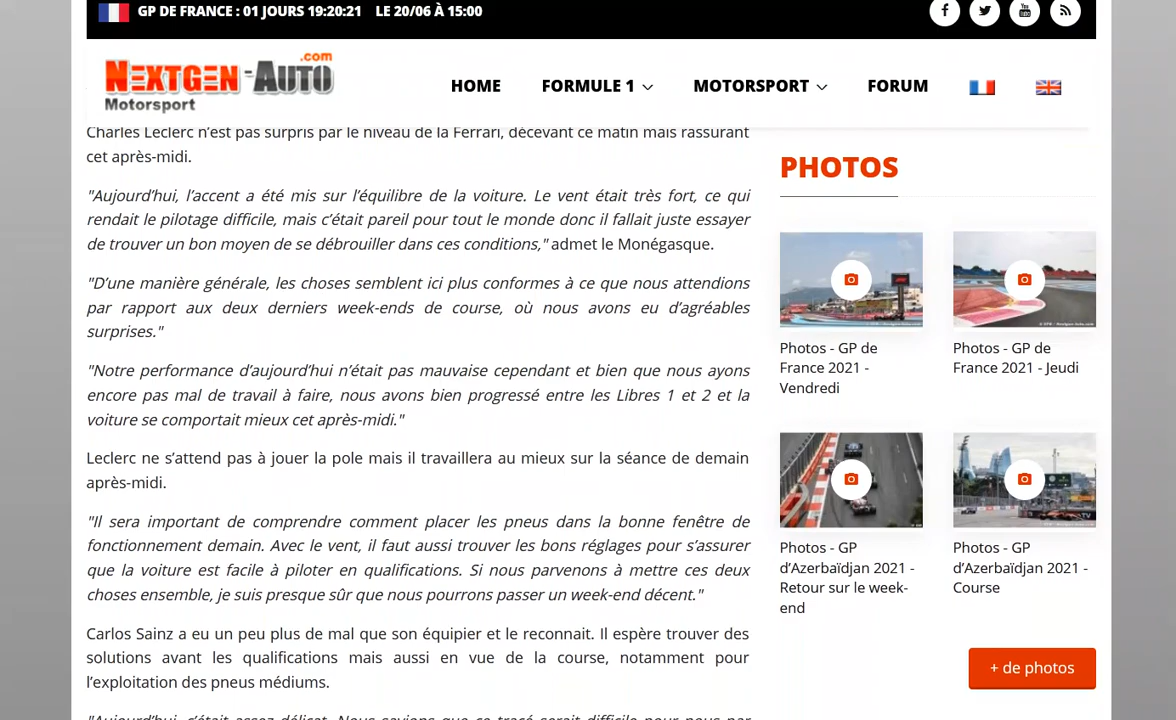 GP DE FRANCE : 01 JOURS 19:20:21 LE 20/06 À 15:00
NEXTGEN-AUTO.com
Motorsport
HOME FORMULE 1 MOTORSPORT FORUM
Charles Leclerc n’est pas surpris par le niveau de la Ferrari, décevant ce matin mais rassurant
cet après-midi.
"Aujourd’hui, l’accent a été mis sur l’équilibre de la voiture. Le vent était très fort, ce qui
rendait le pilotage difficile, mais c’était pareil pour tout le monde donc il fallait juste essayer
de trouver un bon moyen de se débrouiller dans ces conditions," admet le Monégasque.
"D’une manière générale, les choses semblent ici plus conformes à ce que nous attendions
par rapport aux deux derniers week-ends de course, où nous avons eu d’agréables
surprises."
"Notre performance d’aujourd’hui n’était pas mauvaise cependant et bien que nous ayons
encore pas mal de travail à faire, nous avons bien progressé entre les Libres 1 et 2 et la
voiture se comportait mieux cet après-midi."
Leclerc ne s’attend pas à jouer la pole mais il travaillera au mieux sur la séance de demain
après-midi.
"Il sera important de comprendre comment placer les pneus dans la bonne fenêtre de
fonctionnement demain. Avec le vent, il faut aussi trouver les bons réglages pour s’assurer
que la voiture est facile à piloter en qualifications. Si nous parvenons à mettre ces deux
choses ensemble, je suis presque sûr que nous pourrons passer un week-end décent."
Carlos Sainz a eu un peu plus de mal que son équipier et le reconnait. Il espère trouver des
solutions avant les qualifications mais aussi en vue de la course, notamment pour
l’exploitation des pneus médiums.
"Aujourd’hui, c’était assez délicat. Nous savions que ce tracé serait difficile pour nous par
PHOTOS
Photos - GP de
France 2021 -
Vendredi
Photos - GP de
France 2021 - Jeudi
Photos - GP
d’Azerbaïdjan 2021 -
Retour sur le week-
end
Photos - GP
d’Azerbaïdjan 2021 -
Course
+ de photos